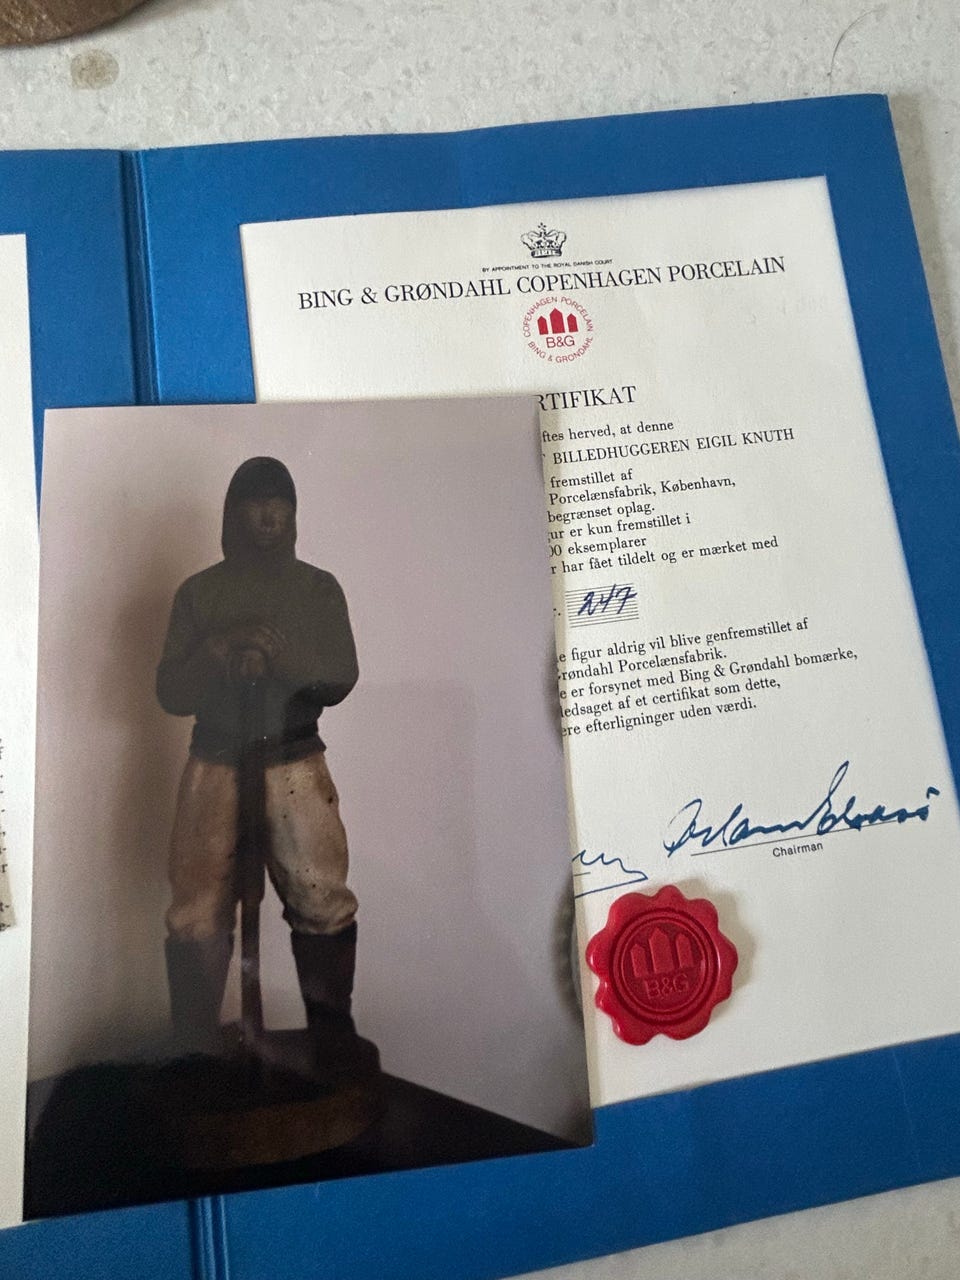 BY APPOINTMENT TO THE ROYAL DANISH COURT
BING & GRØNDAHL COPENHAGEN PORCELAIN
COPENHAGEN PORCELAIN
B&G
BING & GRØNDAHL
RTIFIKAT
ftes herved, at denne
BILLEDHUGGEREN EIGIL KNUTH
fremstillet af
Porcelænsfabrik, København,
begrænset oplag.
ur er kun fremstillet i
00 eksemplarer
r har fået tildelt og er mærket med
247
e figur aldrig vil blive genfremstillet af
røndahl Porcelænsfabrik.
e er forsynet med Bing & Grøndahl bomærke,
ledsaget af et certifikat som dette,
ere efterligninger uden værdi.
Chairman
B&G